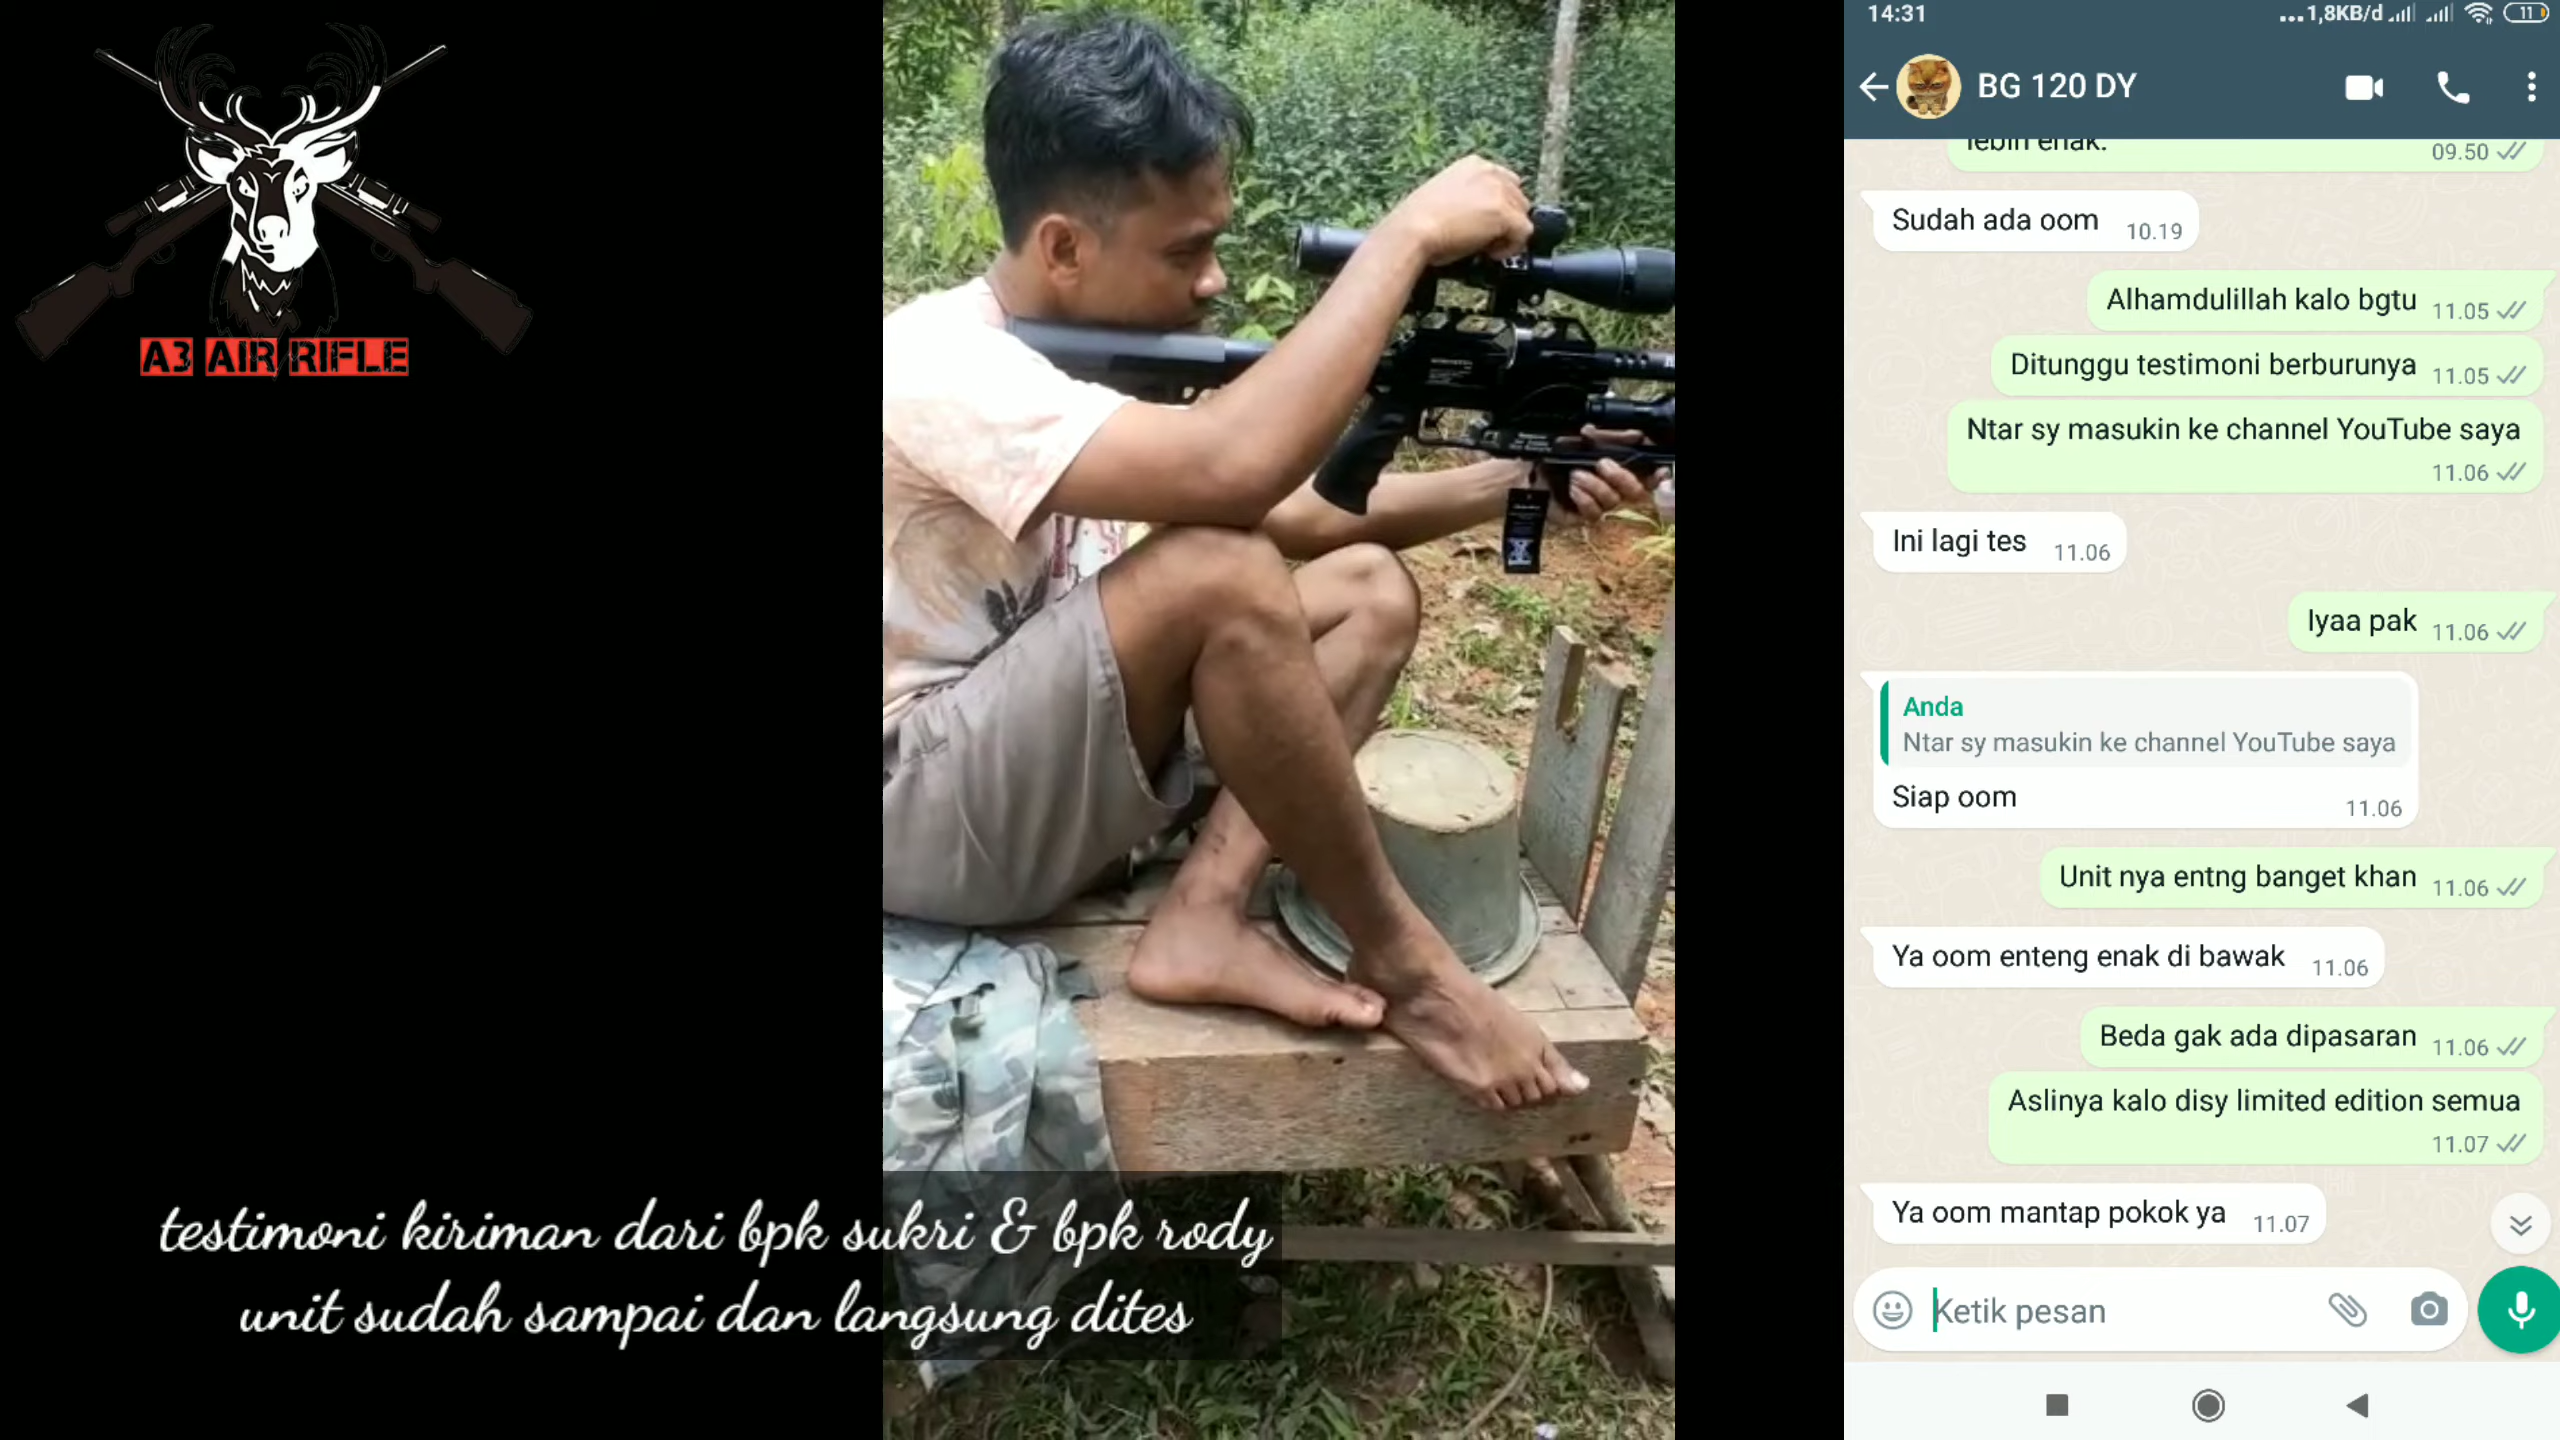 A3 AIR RIFLE
testimoni kiriman dari bpk sukri & bpk rody
unit sudah sampai dan langsung dites
14:31
...1,8KB/d
11
BG 120 DY
lebih enak.
09.50
Sudah ada oom 10.19
Alhamdulillah kalo bgtu 11.05
Ditunggu testimoni berburunya 11.05
Ntar sy masukin ke channel YouTube saya
11.06
Ini lagi tes 11.06
Iyaa pak 11.06
Anda
Ntar sy masukin ke channel YouTube saya
Siap oom 11.06
Unit nya entng banget khan 11.06
Ya oom enteng enak di bawak 11.06
Beda gak ada dipasaran 11.06
Aslinya kalo disy limited edition semua
11.07
Ya oom mantap pokok ya 11.07
Ketik pesan